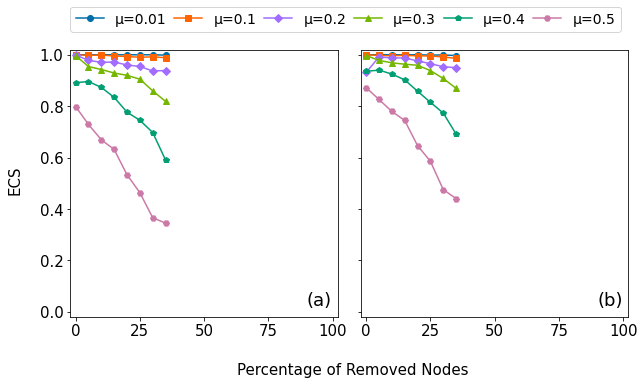 μ=0.01 μ=0.1 μ=0.2 μ=0.3 μ=0.4 μ=0.5
1.0
0.8
0.6
0.4
0.2
0.0
ECS
(a)
(b)
0 25 50 75 100
0 25 50 75 100
Percentage of Removed Nodes